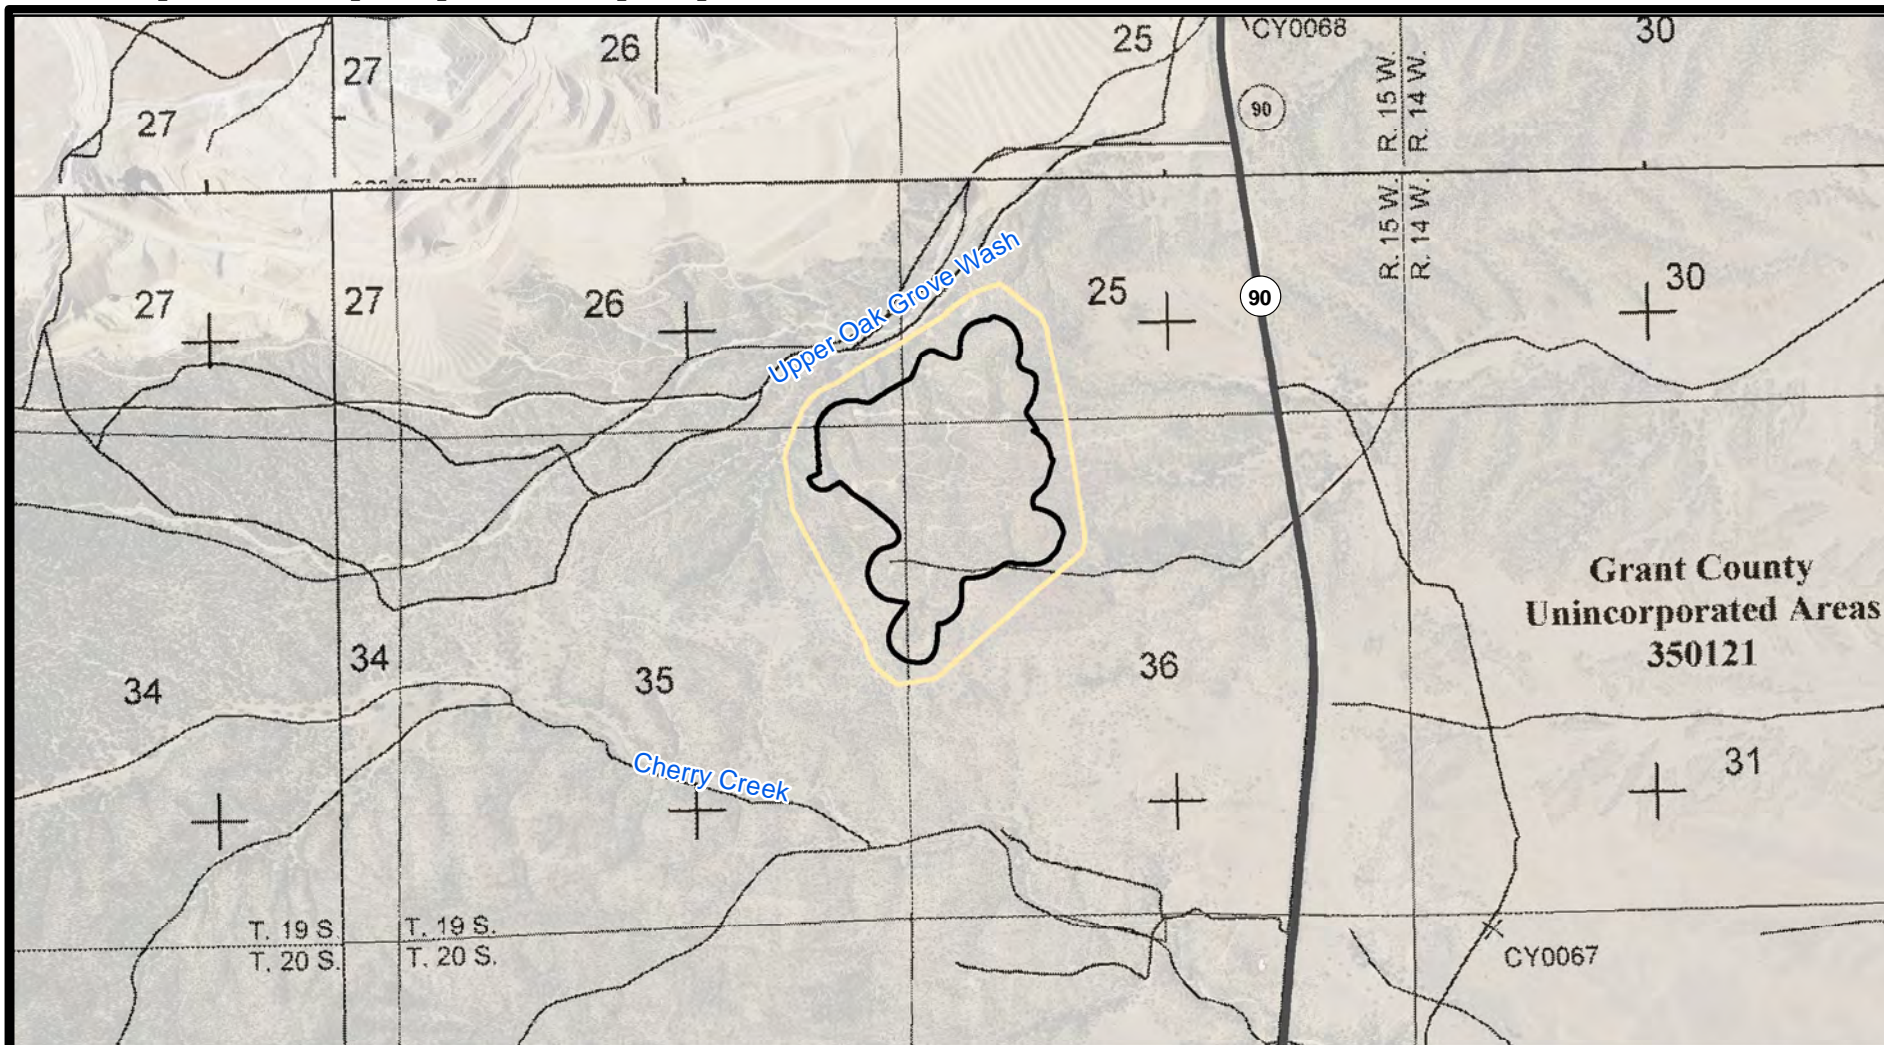 26
25
CY0068
30
27
27
90
R. 15 W.
R. 14 W.
R. 15 W.
R. 14 W.
Upper Oak Grove Wash
27
27
26
25
90
30
Grant County
Unincorporated Areas
350121
34
34
35
36
31
Cherry Creek
T. 19 S.
T. 19 S.
T. 20 S.
T. 20 S.
CY0067